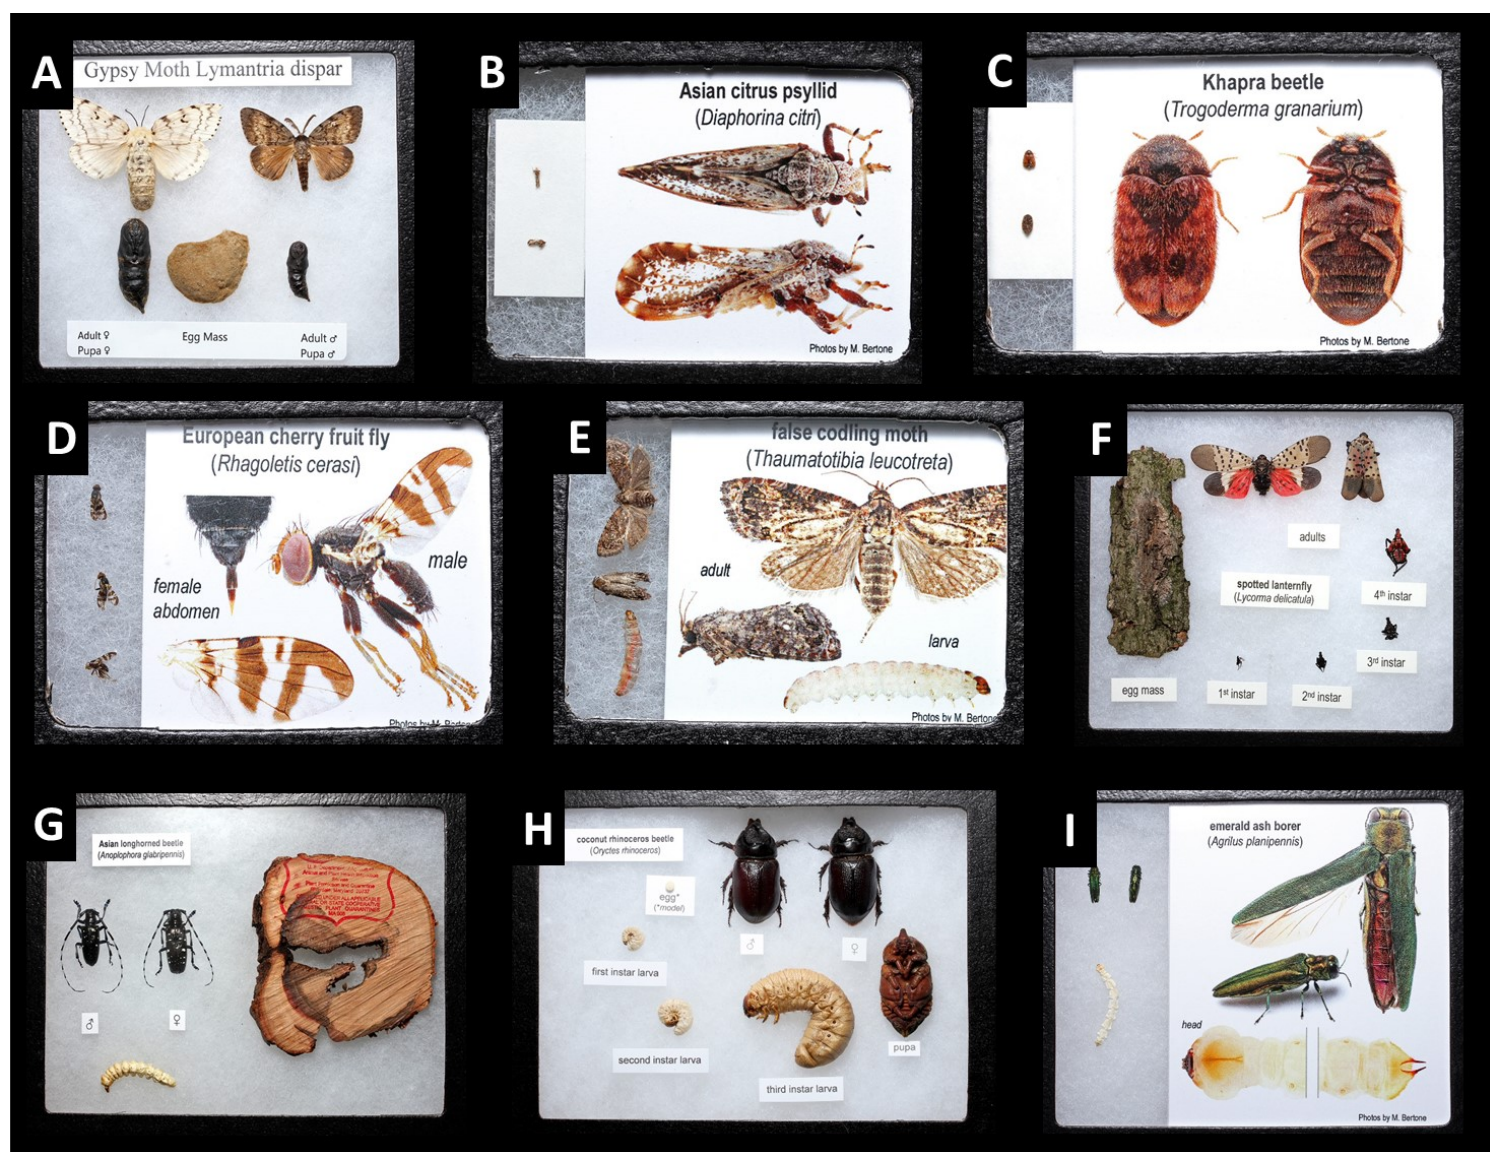 A
Gypsy Moth Lymantria dispar
Adult ♀
Pupa ♀
Egg Mass
Adult ♂
Pupa ♂
B
Asian citrus psyllid
(Diaphorina citri)
Photos by M. Bertone
C
Khapra beetle
(Trogoderma granarium)
Photos by M. Bertone
D
European cherry fruit fly
(Rhagoletis cerasi)
male
female
abdomen
Photos by M. Bertone
E
false codling moth
(Thaumatotibia leucotreta)
adult
larva
Photos by M. Bertone
F
adults
spotted lanternfly
(Lycorma delicatula)
4th instar
3rd instar
egg mass
1st instar
2nd instar
G
Asian longhorned beetle
(Anoplophora glabripennis)
♂
♀
H
coconut rhinoceros beetle
(Oryctes rhinoceros)
egg*
(*model)
♂
♀
first instar larva
second instar larva
pupa
third instar larva
I
emerald ash borer
(Agrilus planipennis)
head
Photos by M. Bertone